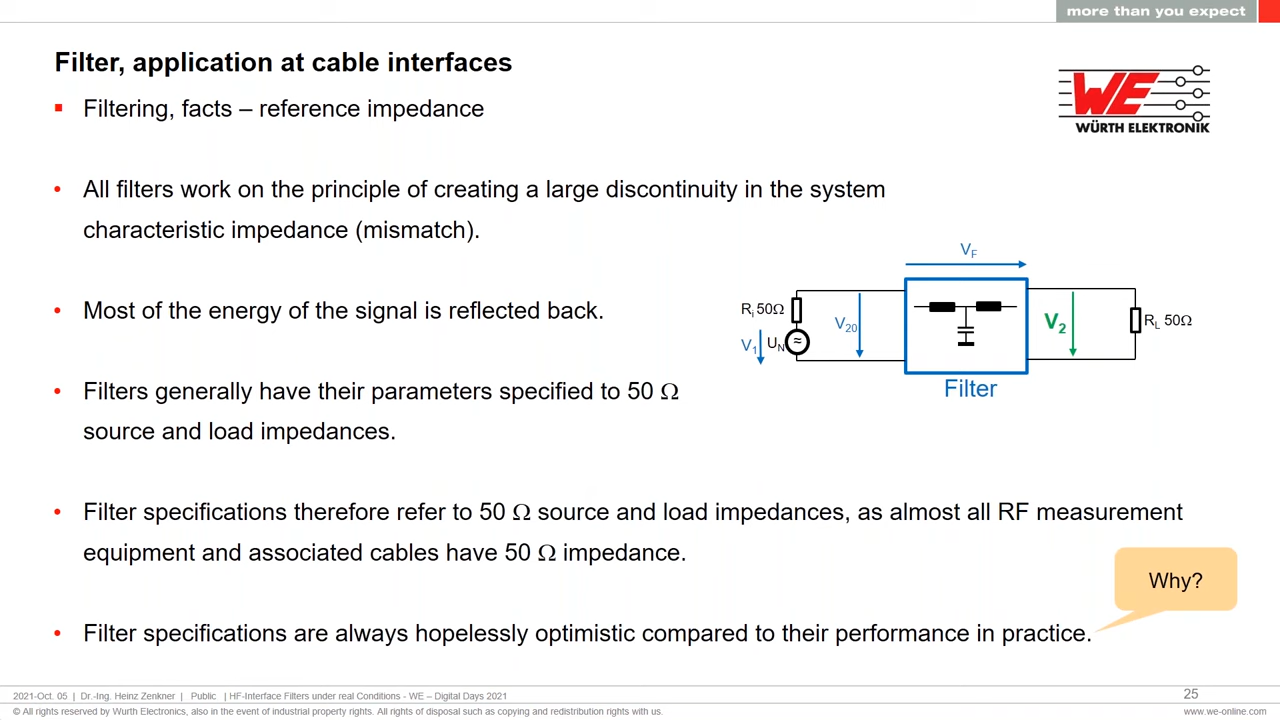 more than you expect
Filter, application at cable interfaces
WE
WÜRTH ELEKTRONIK
▪ Filtering, facts – reference impedance
• All filters work on the principle of creating a large discontinuity in the system
characteristic impedance (mismatch).
• Most of the energy of the signal is reflected back.
VF
Ri 50Ω
V20
V2
RL 50Ω
V1
UN
≈
Filter
• Filters generally have their parameters specified to 50 Ω
source and load impedances.
• Filter specifications therefore refer to 50 Ω source and load impedances, as almost all RF measurement
equipment and associated cables have 50 Ω impedance.
Why?
• Filter specifications are always hopelessly optimistic compared to their performance in practice.
2021-Oct. 05 | Dr.-Ing. Heinz Zenkner | Public | HF-Interface Filters under real Conditions - WE – Digital Days 2021
25
© All rights reserved by Wurth Electronics, also in the event of industrial property rights. All rights of disposal such as copying and redistribution rights with us.
www.we-online.com